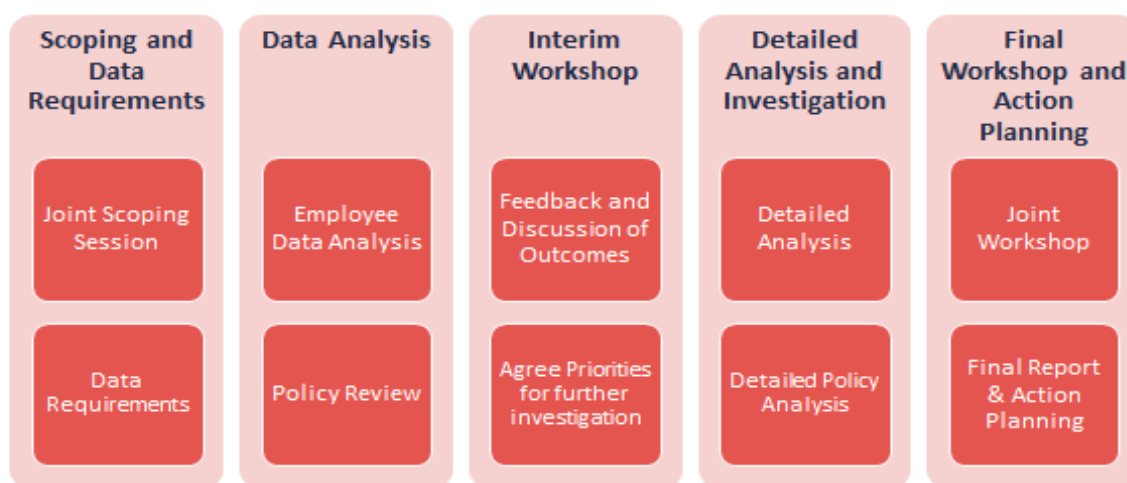 Scoping and
Data
Requirements
Joint Scoping
Session
Data
Requirements
Data Analysis
Employee
Data Analysis
Policy Review
Interim
Workshop
Feedback and
Discussion of
Outcomes
Agree Priorities
for further
investigation
Detailed
Analysis and
Investigation
Detailed
Analysis
Detailed Policy
Analysis
Final
Workshop and
Action
Planning
Joint
Workshop
Final Report
& Action
Planning